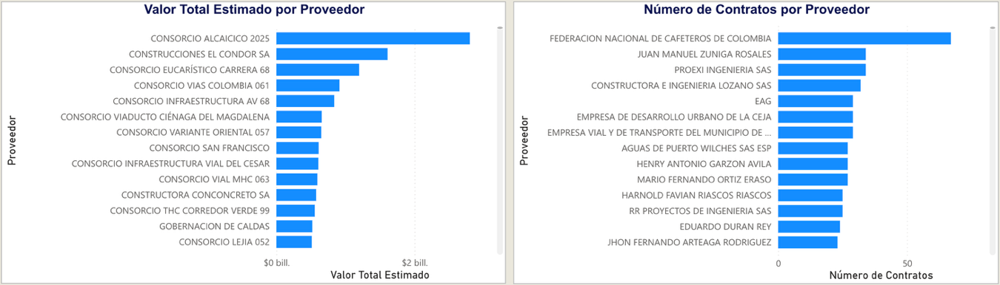 Valor Total Estimado por Proveedor
Proveedor
CONSORCIO ALCAICICO 2025
CONSTRUCCIONES EL CONDOR SA
CONSORCIO EUCARÍSTICO CARRERA 68
CONSORCIO VIAS COLOMBIA 061
CONSORCIO INFRAESTRUCTURA AV 68
CONSORCIO VIADUCTO CIÉNAGA DEL MAGDALENA
CONSORCIO VARIANTE ORIENTAL 057
CONSORCIO SAN FRANCISCO
CONSORCIO INFRAESTRUCTURA VIAL DEL CESAR
CONSORCIO VIAL MHC 063
CONSTRUCTORA CONCONCRETO SA
CONSORCIO THC CORREDOR VERDE 99
GOBERNACION DE CALDAS
CONSORCIO LEJIA 052
$0 bill. $2 bill.
Valor Total Estimado
Número de Contratos por Proveedor
Proveedor
FEDERACION NACIONAL DE CAFETEROS DE COLOMBIA
JUAN MANUEL ZUNIGA ROSALES
PROEXI INGENIERIA SAS
CONSTRUCTORA E INGENIERIA LOZANO SAS
EAG
EMPRESA DE DESARROLLO URBANO DE LA CEJA
EMPRESA VIAL Y DE TRANSPORTE DEL MUNICIPIO DE ...
AGUAS DE PUERTO WILCHES SAS ESP
HENRY ANTONIO GARZON AVILA
MARIO FERNANDO ORTIZ ERASO
HARNOLD FAVIAN RIASCOS RIASCOS
RR PROYECTOS DE INGENIERIA SAS
EDUARDO DURAN REY
JHON FERNANDO ARTEAGA RODRIGUEZ
0 50
Número de Contratos